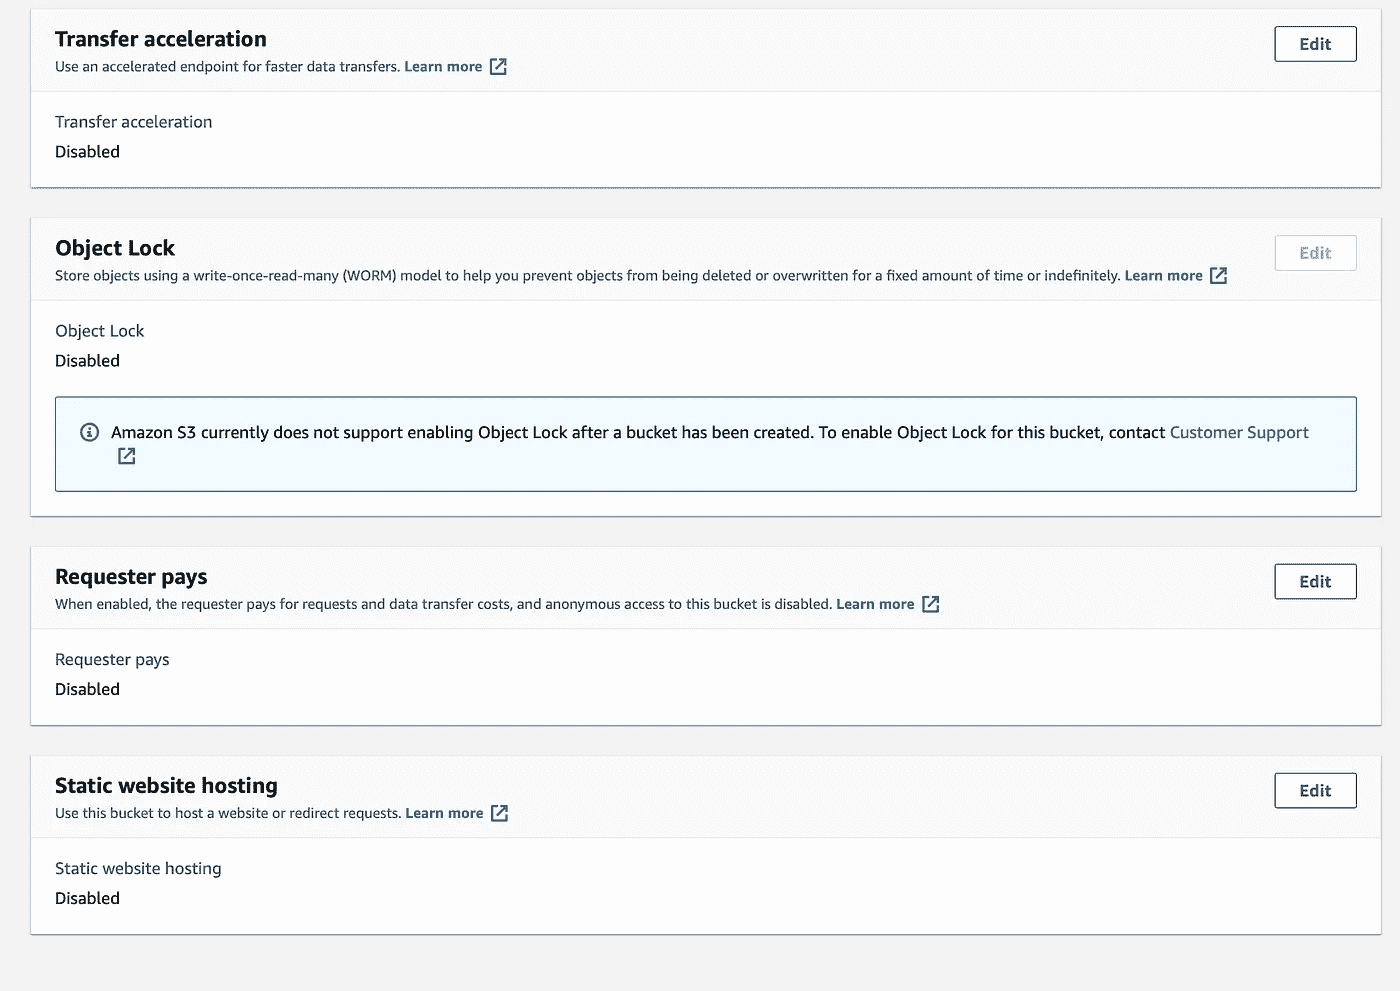 Transfer acceleration
Edit
Use an accelerated endpoint for faster data transfers. Learn more
Transfer acceleration
Disabled
Object Lock
Edit
Store objects using a write-once-read-many (WORM) model to help you prevent objects from being deleted or overwritten for a fixed amount of time or indefinitely. Learn more
Object Lock
Disabled
Amazon S3 currently does not support enabling Object Lock after a bucket has been created. To enable Object Lock for this bucket, contact Customer Support
Requester pays
Edit
When enabled, the requester pays for requests and data transfer costs, and anonymous access to this bucket is disabled. Learn more
Requester pays
Disabled
Static website hosting
Edit
Use this bucket to host a website or redirect requests. Learn more
Static website hosting
Disabled